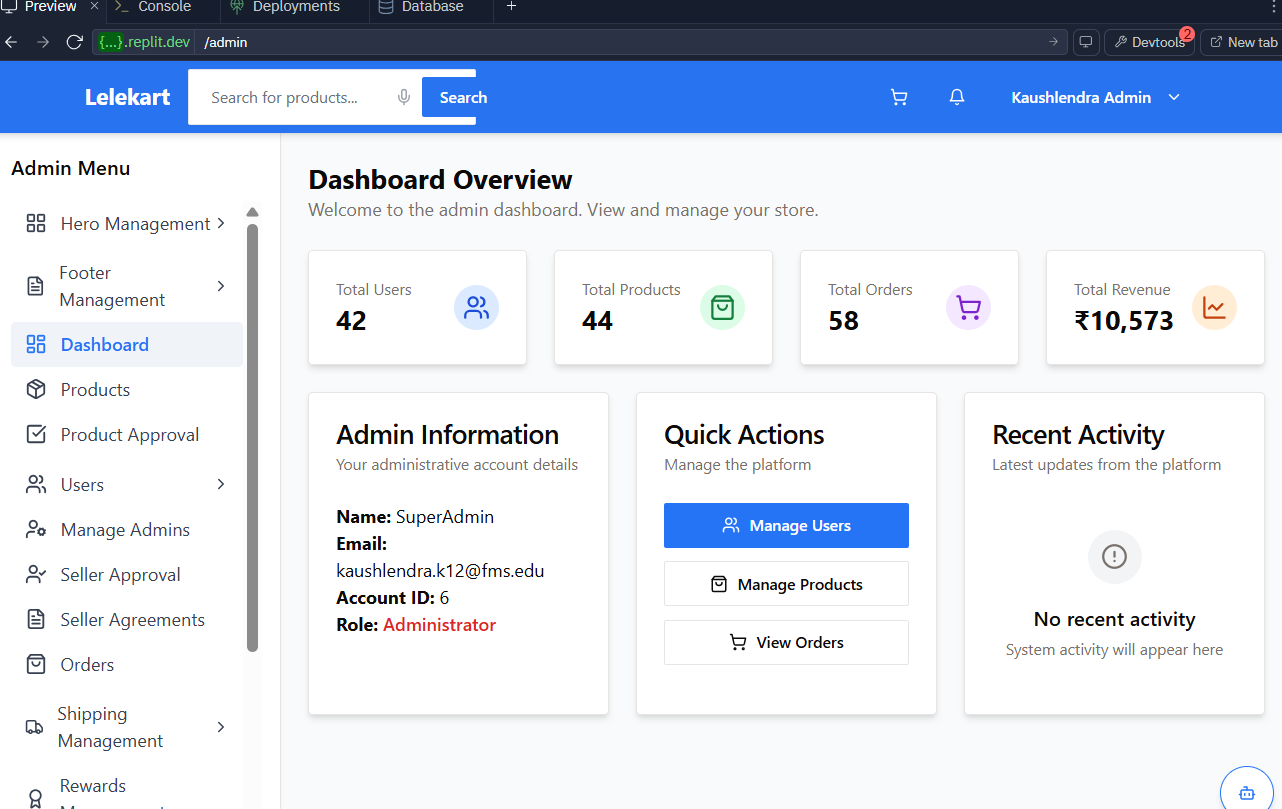 Preview
Console
Deployments
Database
{...}.replit.dev /admin
Devtools 2
New tab
Lelekart
Search for products...
Search
Kaushlendra Admin
Admin Menu
Hero Management
Footer
Management
Dashboard
Products
Product Approval
Users
Manage Admins
Seller Approval
Seller Agreements
Orders
Shipping
Management
Rewards
Dashboard Overview
Welcome to the admin dashboard. View and manage your store.
Total Users
42
Total Products
44
Total Orders
58
Total Revenue
₹10,573
Admin Information
Your administrative account details
Name: SuperAdmin
Email:
kaushlendra.k12@fms.edu
Account ID: 6
Role: Administrator
Quick Actions
Manage the platform
Manage Users
Manage Products
View Orders
Recent Activity
Latest updates from the platform
No recent activity
System activity will appear here